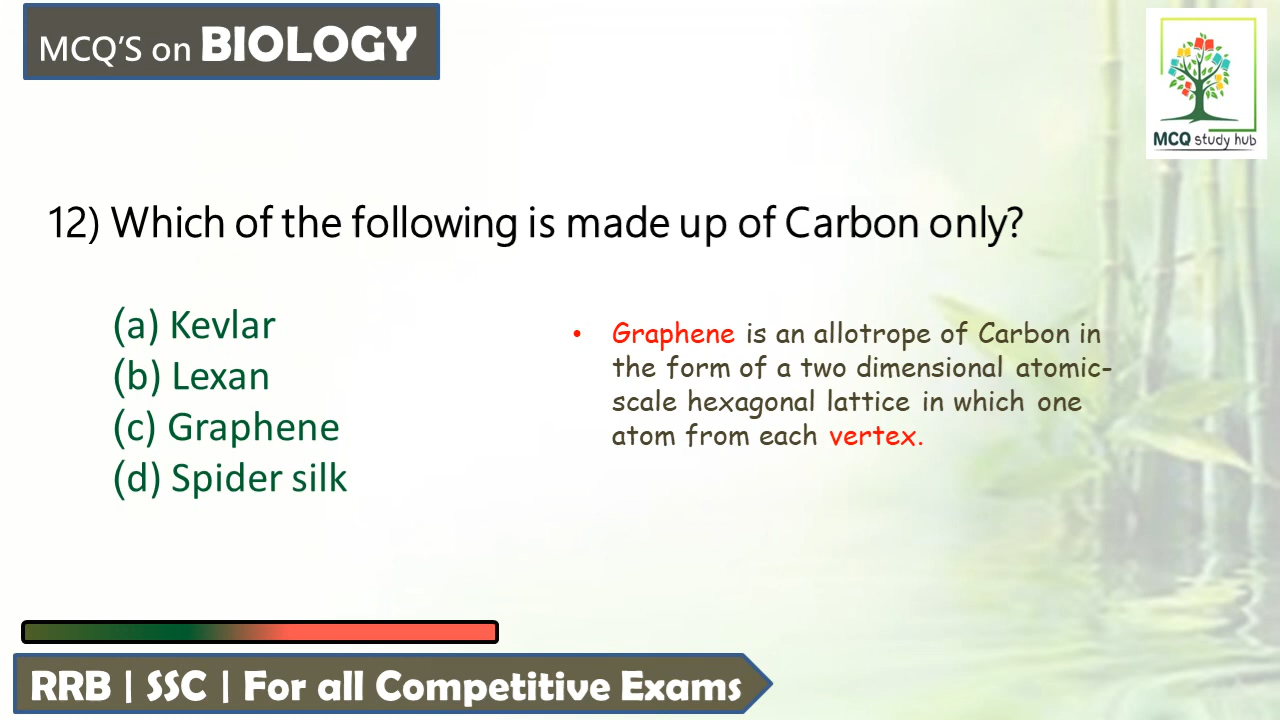 MCQ'S on BIOLOGY
MCQ study hub
12) Which of the following is made up of Carbon only?
(a) Kevlar
(b) Lexan
(c) Graphene
(d) Spider silk
• Graphene is an allotrope of Carbon in
the form of a two dimensional atomic-
scale hexagonal lattice in which one
atom from each vertex.
RRB | SSC | For all Competitive Exams